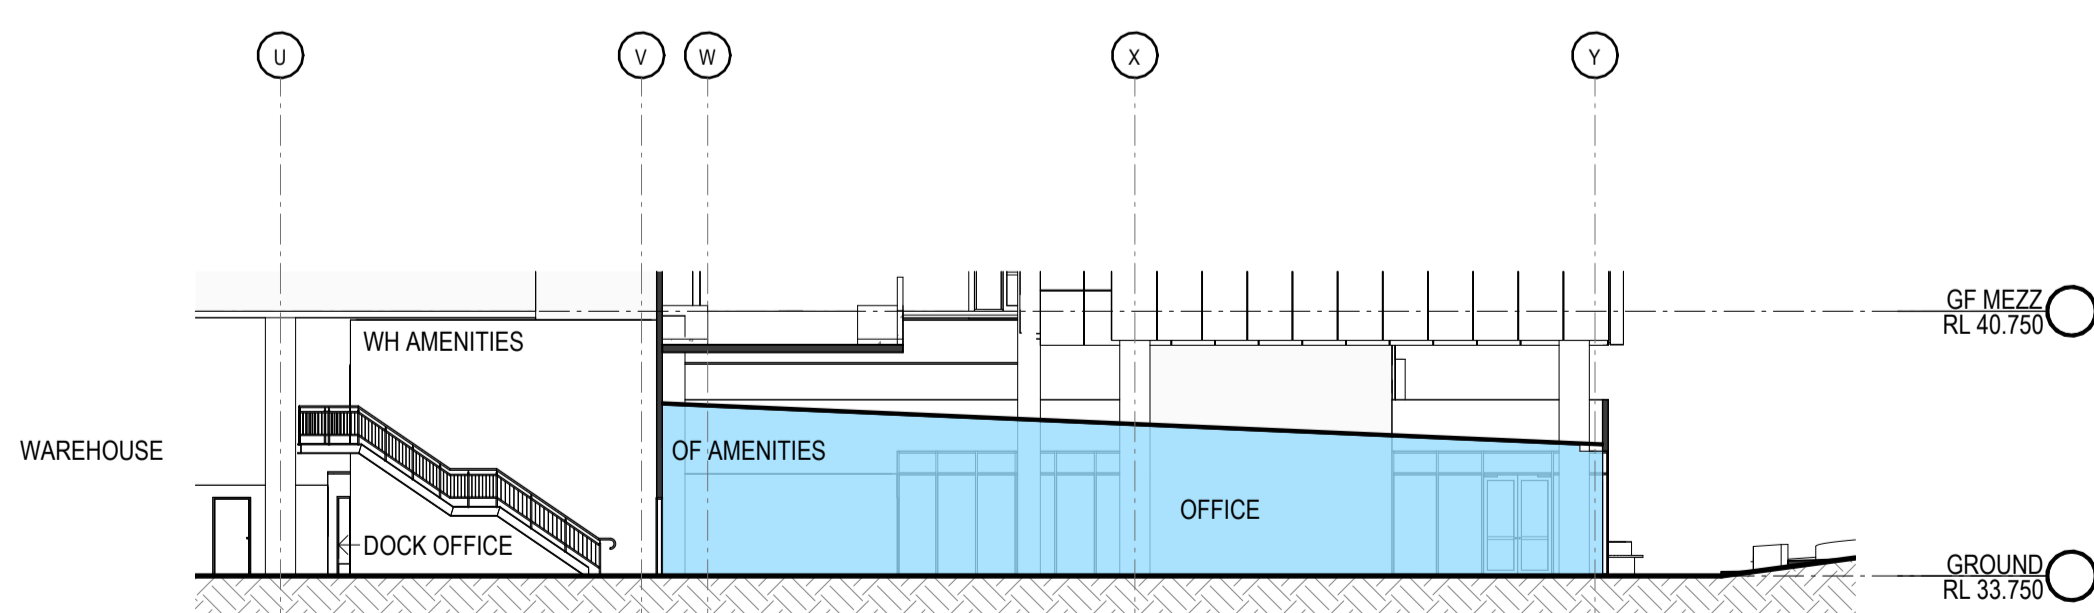 U
V
W
X
Y
GF MEZZ
RL 40.750
WH AMENITIES
WAREHOUSE
OF AMENITIES
OFFICE
DOCK OFFICE
GROUND
RL 33.750